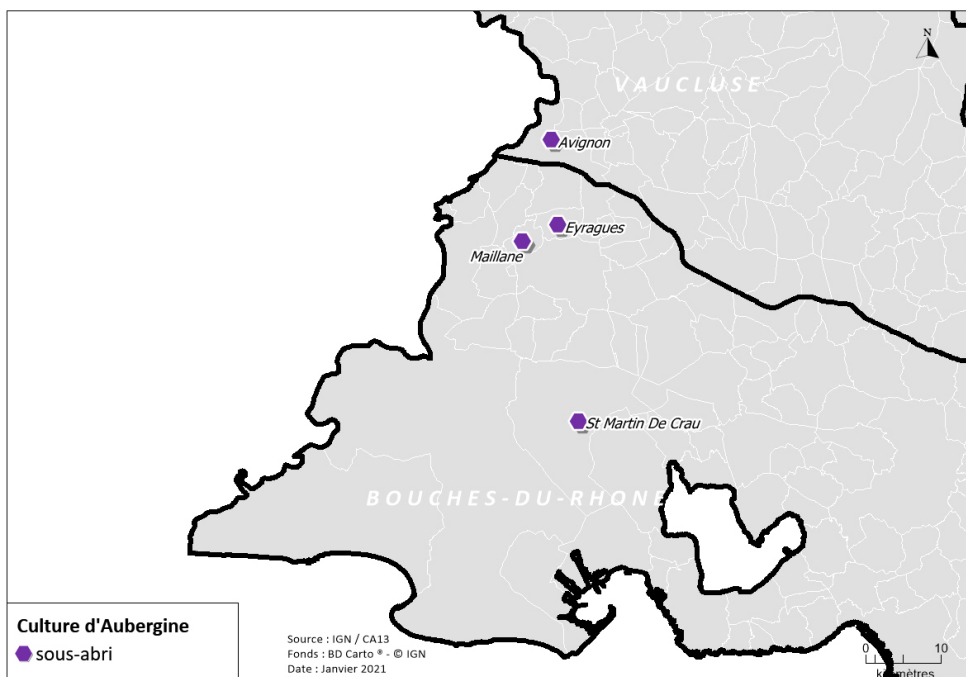 N
VAUCLUSE
Avignon
Eyragues
Maillane
St Martin De Crau
BOUCHES-DU-RHONE
Culture d'Aubergine
sous-abri
Source : IGN / CA13
Fonds : BD Carto ® - © IGN
Date : Janvier 2021
0 10
kilomètres